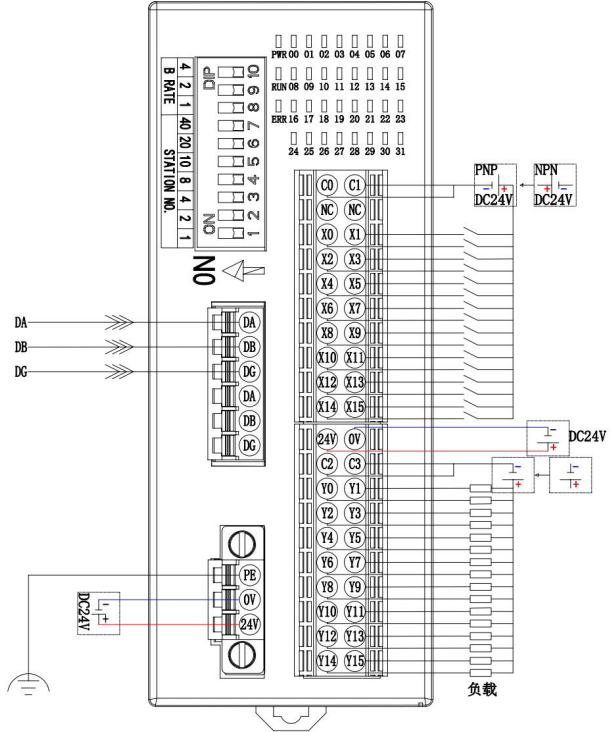 PWR 00 01 02 03 04 05 06 07
RUN 08 09 10 11 12 13 14 15
ERR 16 17 18 19 20 21 22 23
24 25 26 27 28 29 30 31
B RATE
4 2 1
STATION NO.
40 20 10 8 4 2 1
DIP
ON
1 2 3 4 5 6 7 8 9 10
NO
DA
DB
DG
DA
DB
DG
DA
DB
DG
PE
0V
24V
DC24V
- +
C0 C1
NC NC
X0 X1
X2 X3
X4 X5
X6 X7
X8 X9
X10 X11
X12 X13
X14 X15
24V 0V
C2 C3
Y0 Y1
Y2 Y3
Y4 Y5
Y6 Y7
Y8 Y9
Y10 Y11
Y12 Y13
Y14 Y15
PNP
- +
DC24V
NPN
+ -
DC24V
-
+
DC24V
-
+
-
+
负载